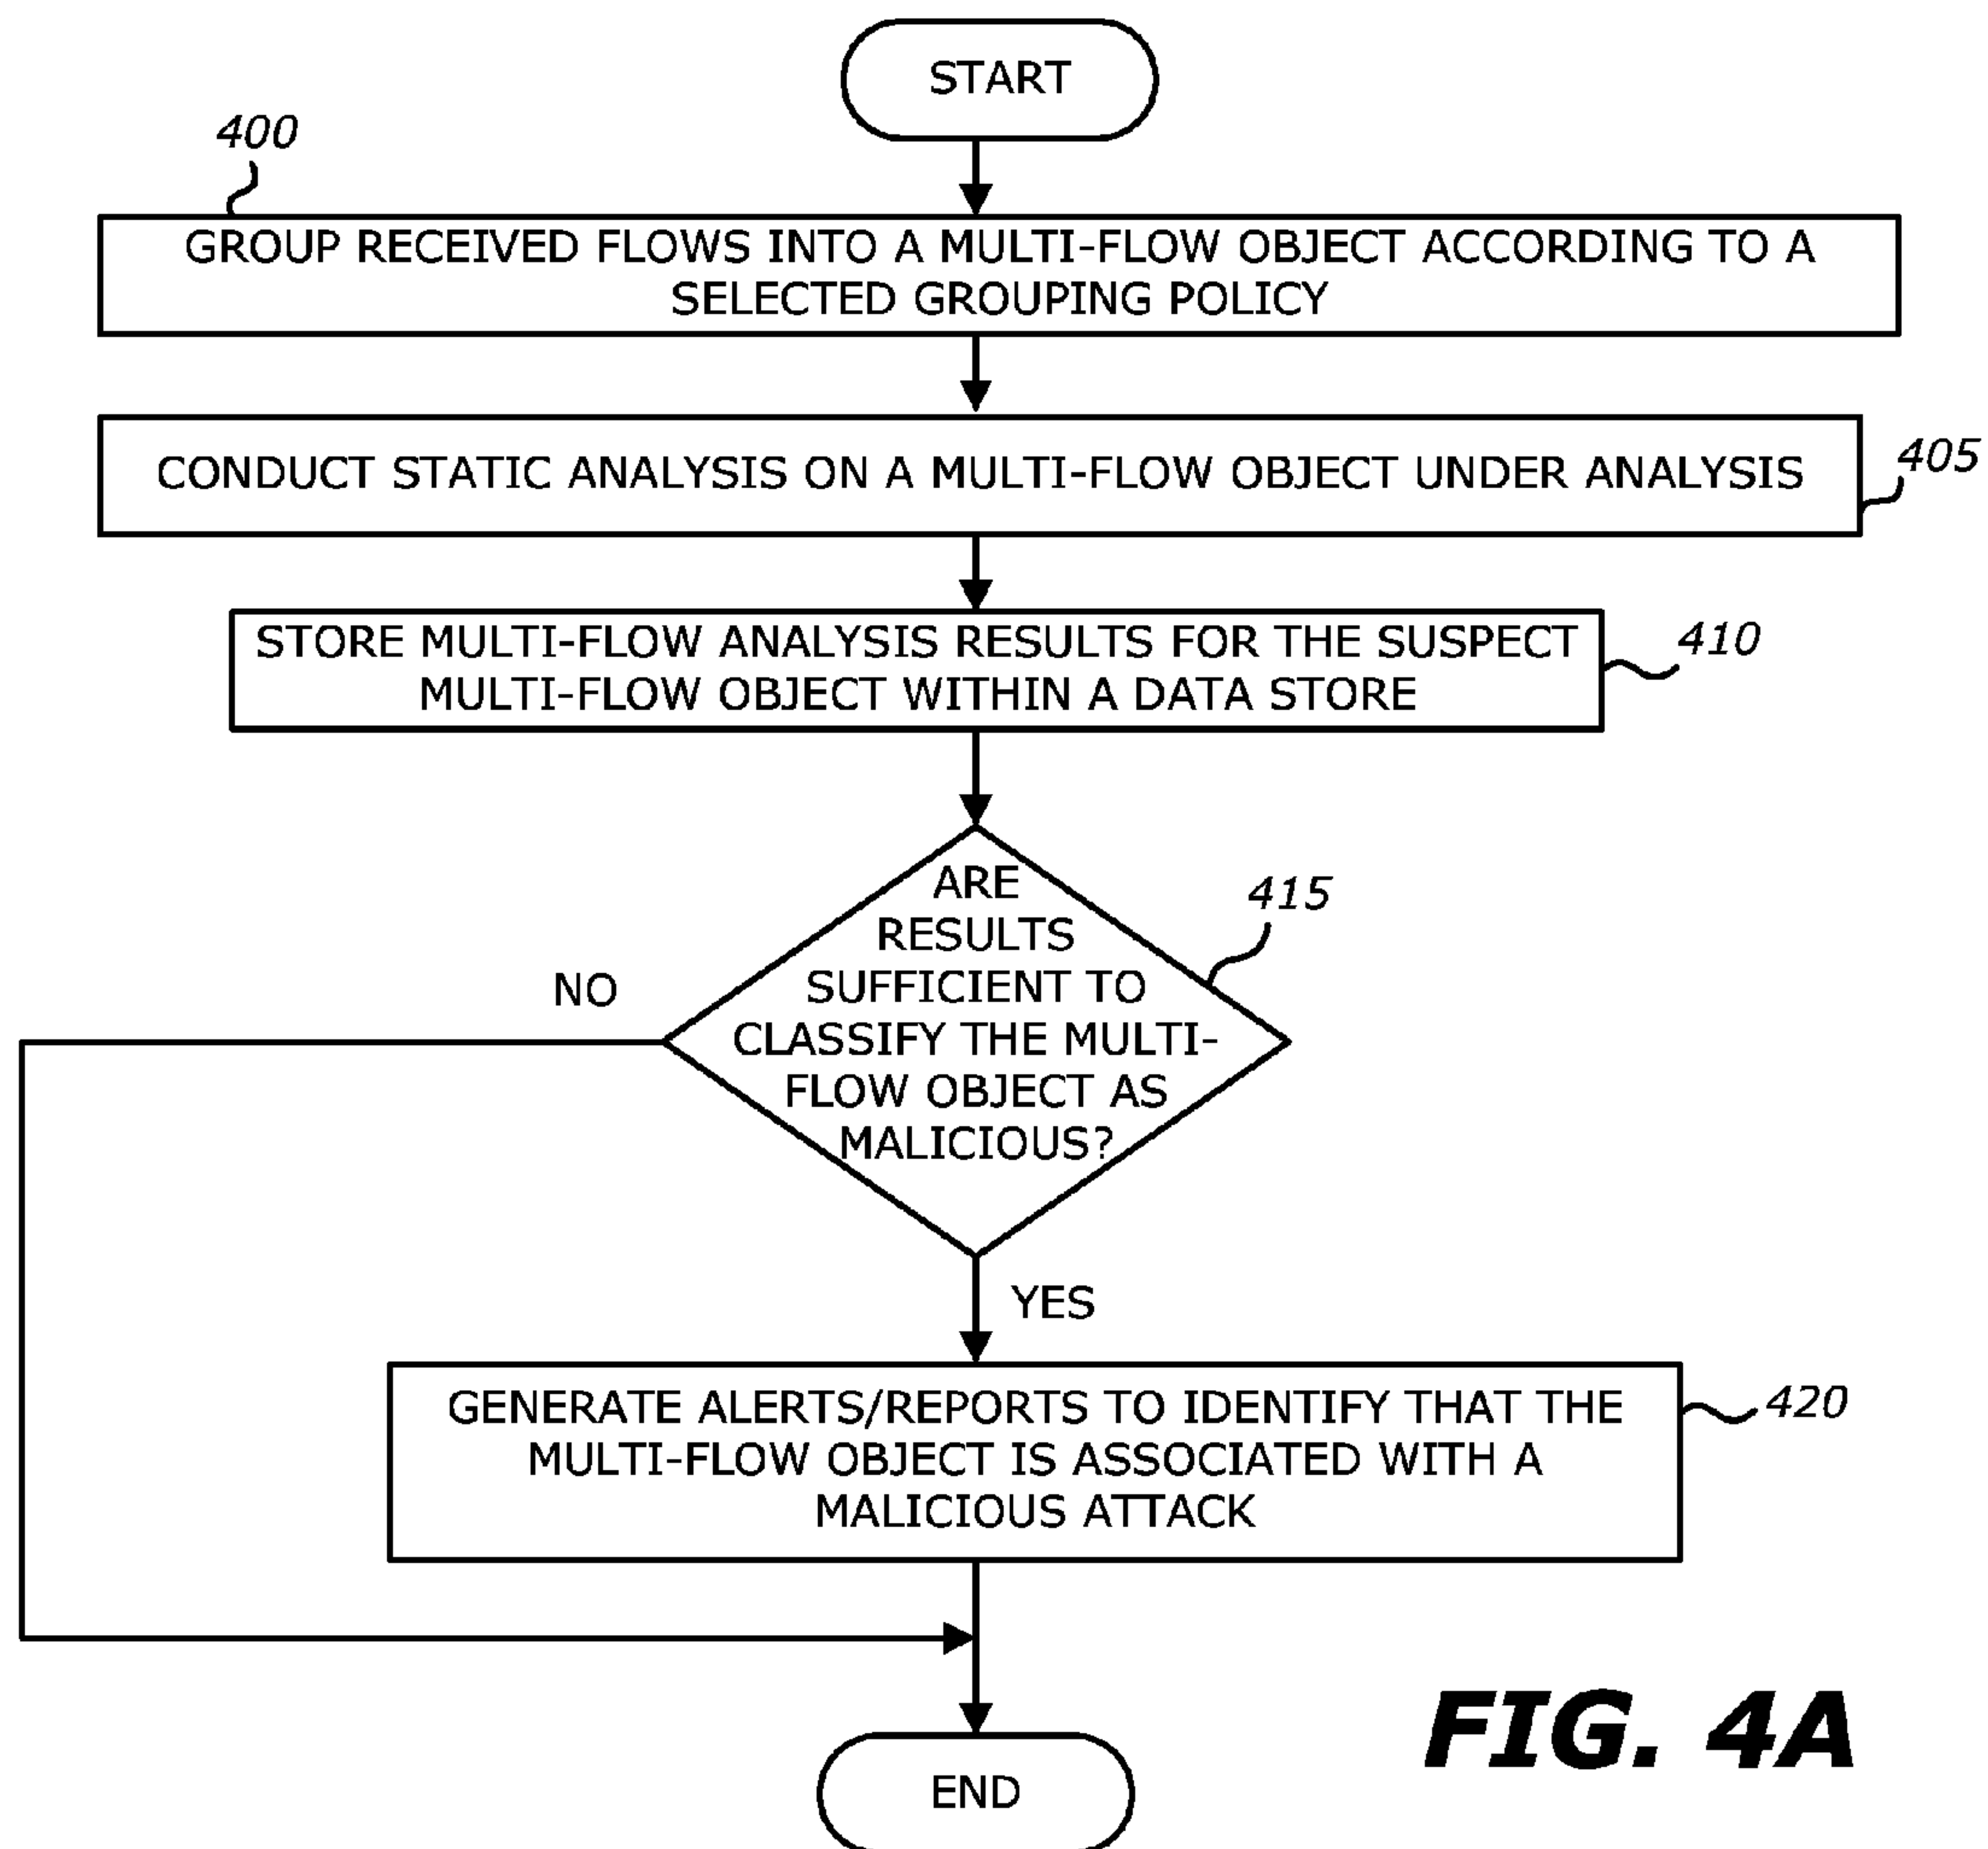 START
400
GROUP RECEIVED FLOWS INTO A MULTI-FLOW OBJECT ACCORDING TO A
SELECTED GROUPING POLICY
CONDUCT STATIC ANALYSIS ON A MULTI-FLOW OBJECT UNDER ANALYSIS
405
STORE MULTI-FLOW ANALYSIS RESULTS FOR THE SUSPECT
MULTI-FLOW OBJECT WITHIN A DATA STORE
410
ARE
RESULTS
SUFFICIENT TO
CLASSIFY THE MULTI-
FLOW OBJECT AS
MALICIOUS?
415
NO
YES
GENERATE ALERTS/REPORTS TO IDENTIFY THAT THE
MULTI-FLOW OBJECT IS ASSOCIATED WITH A
MALICIOUS ATTACK
420
END
FIG. 4A